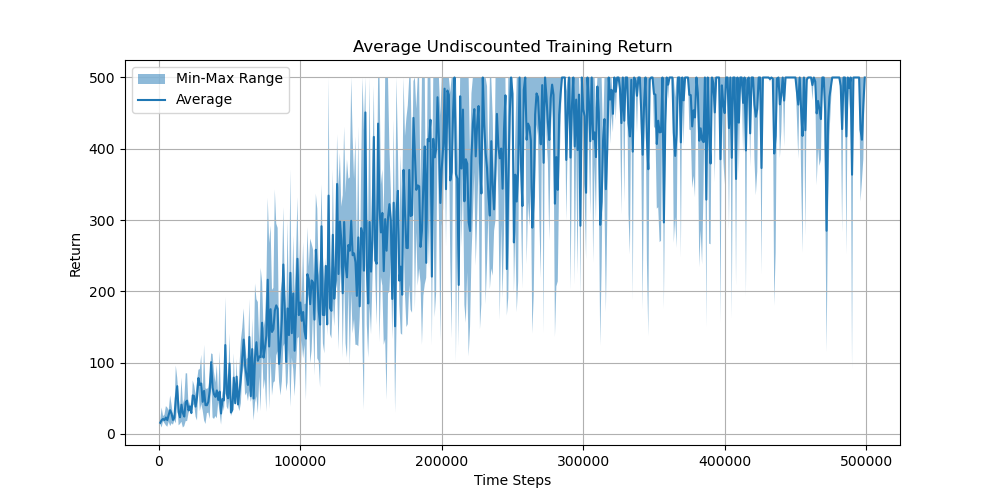 Average Undiscounted Training Return
Min-Max Range
Average
Return
500
400
300
200
100
0
0 100000 200000 300000 400000 500000
Time Steps